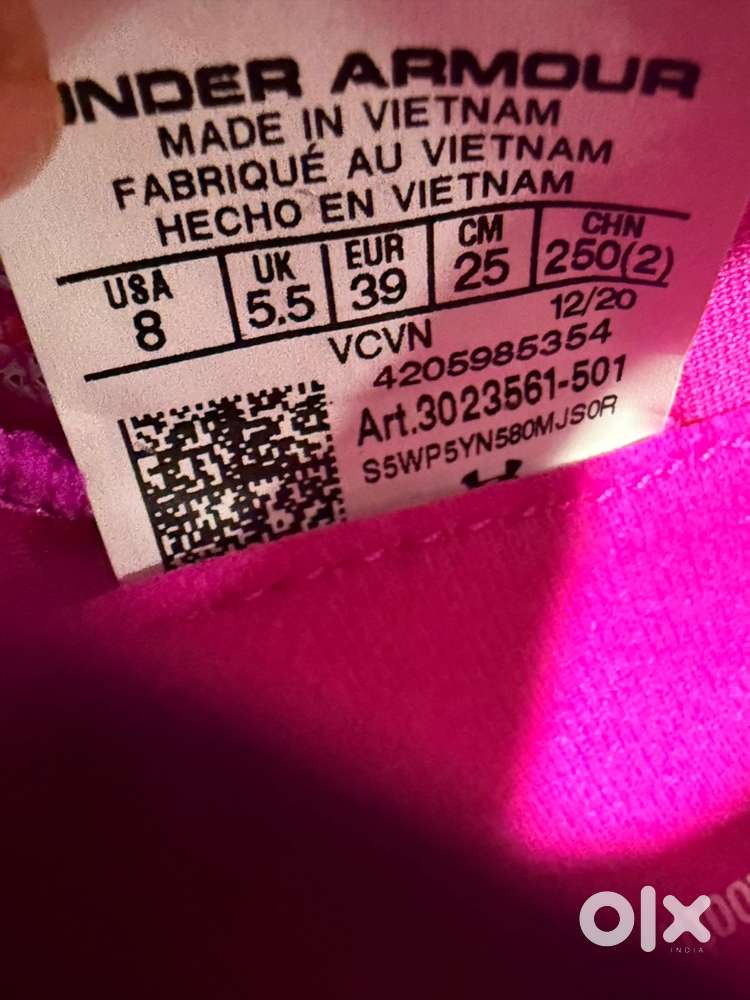 UNDER ARMOUR
MADE IN VIETNAM
FABRIQUÉ AU VIETNAM
HECHO EN VIETNAM
USA UK EUR CM CHN
8 5.5 39 25 250(2)
VCVN 12/20
4205985354
Art.3023561-501
S5WP5YN580MJS0R
olx
INDIA